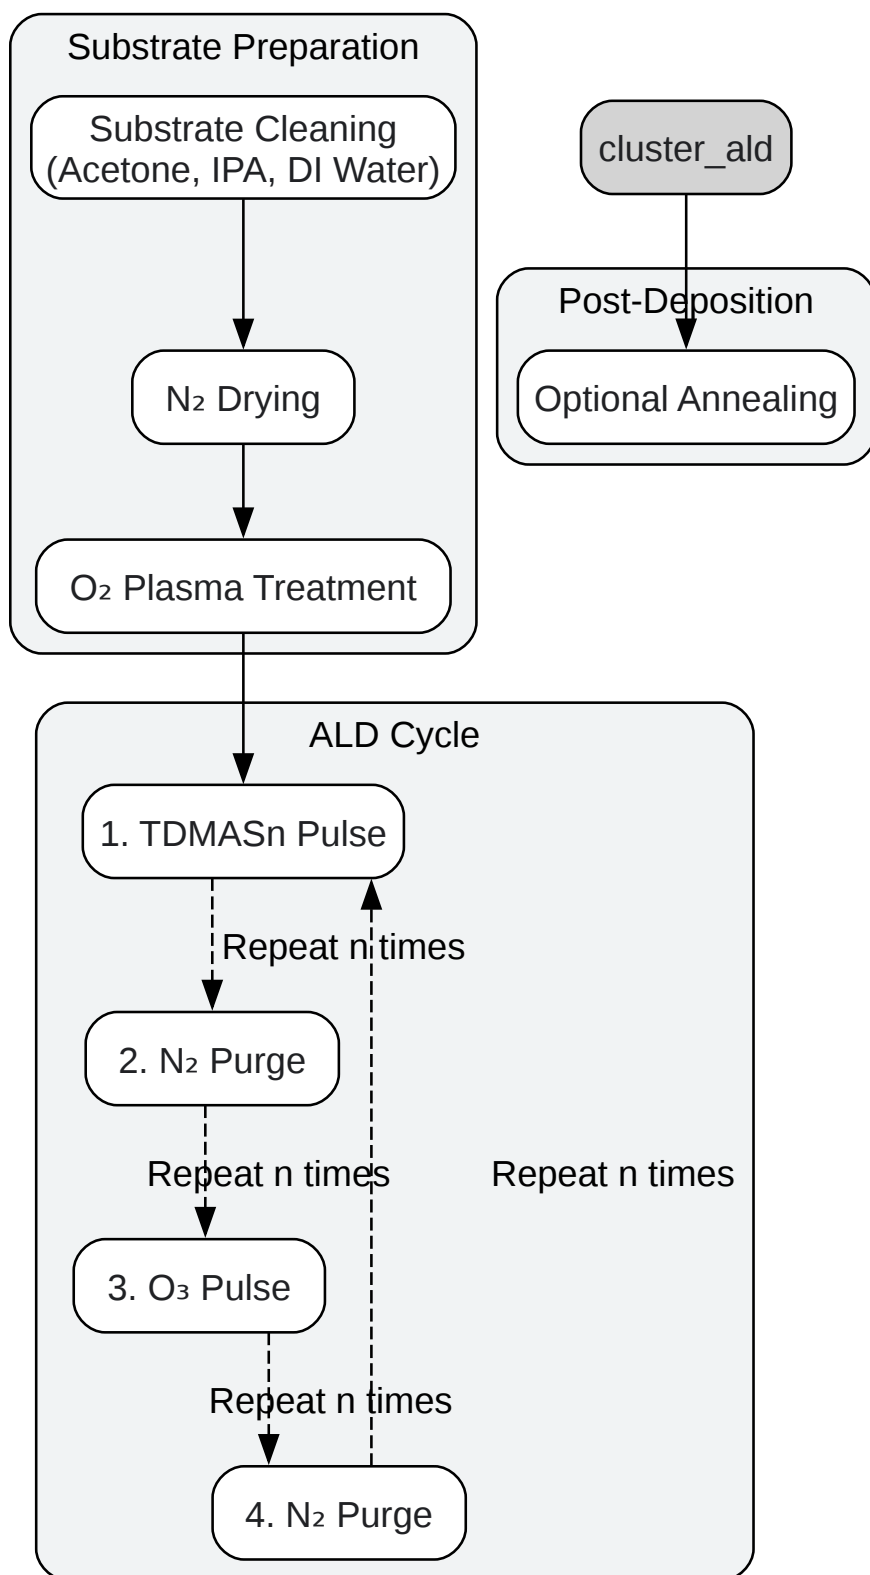 Substrate Preparation
Substrate Cleaning
(Acetone, IPA, DI Water)
N₂ Drying
O₂ Plasma Treatment
cluster_ald
Post-Deposition
Optional Annealing
ALD Cycle
1. TDMASn Pulse
Repeat n times
2. N₂ Purge
Repeat n times
Repeat n times
3. O₃ Pulse
Repeat n times
4. N₂ Purge